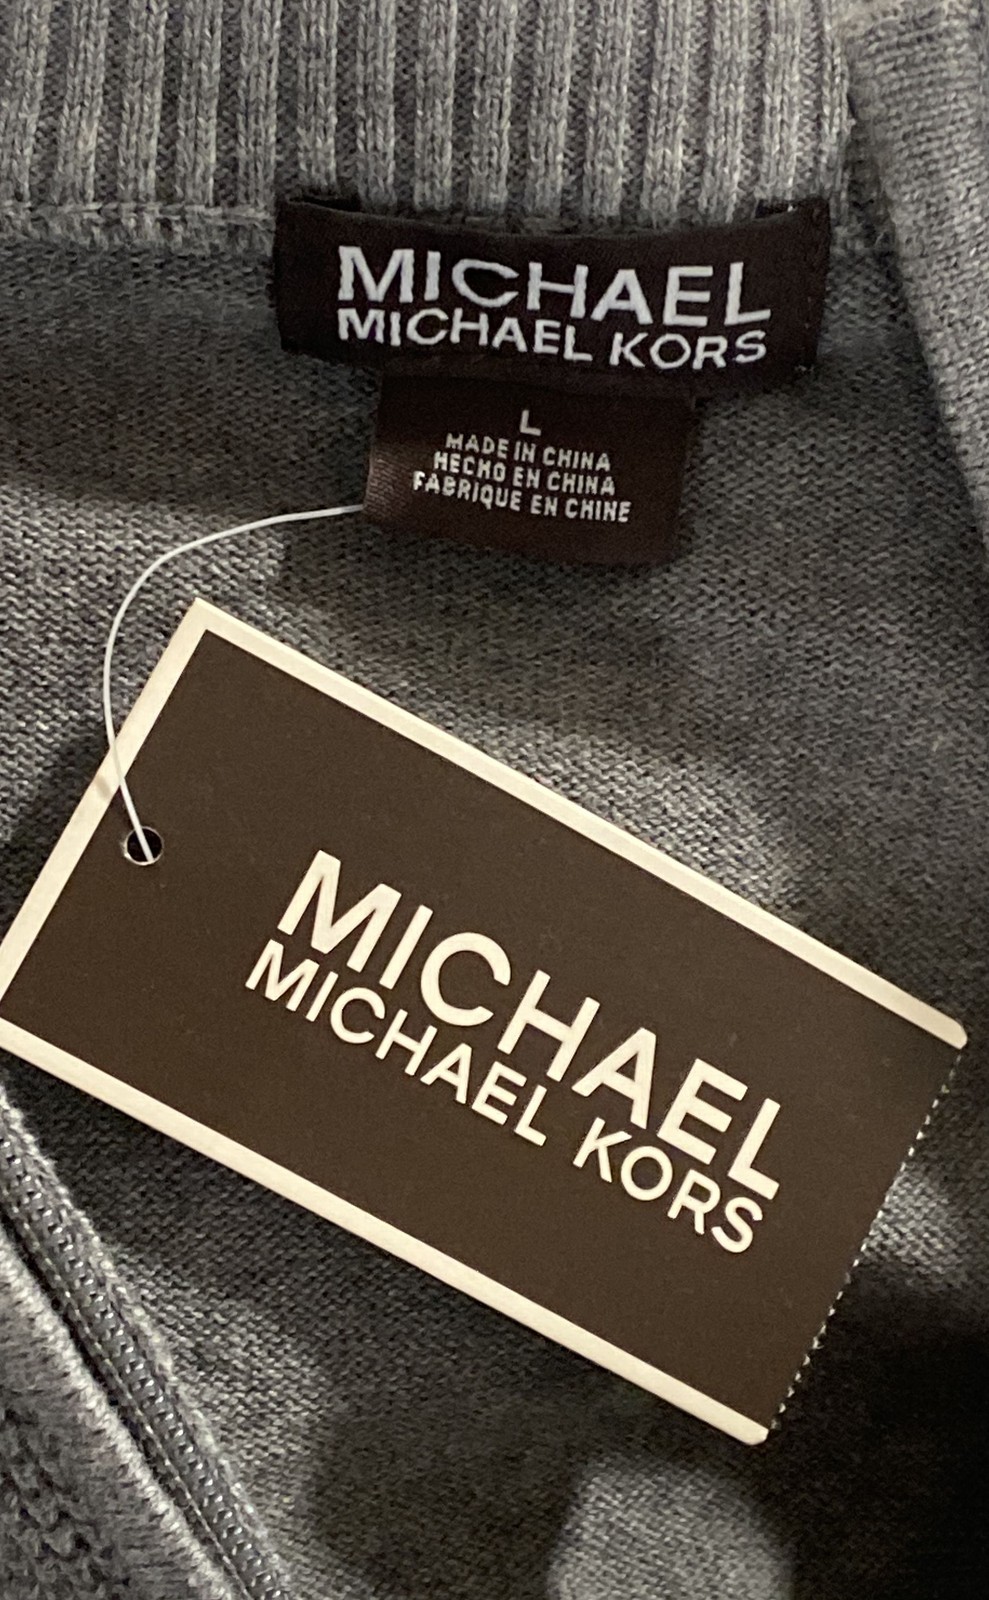 MICHAEL
MICHAEL KORS
L
MADE IN CHINA
HECHO EN CHINA
FABRIQUE EN CHINE
MICHAEL
MICHAEL KORS